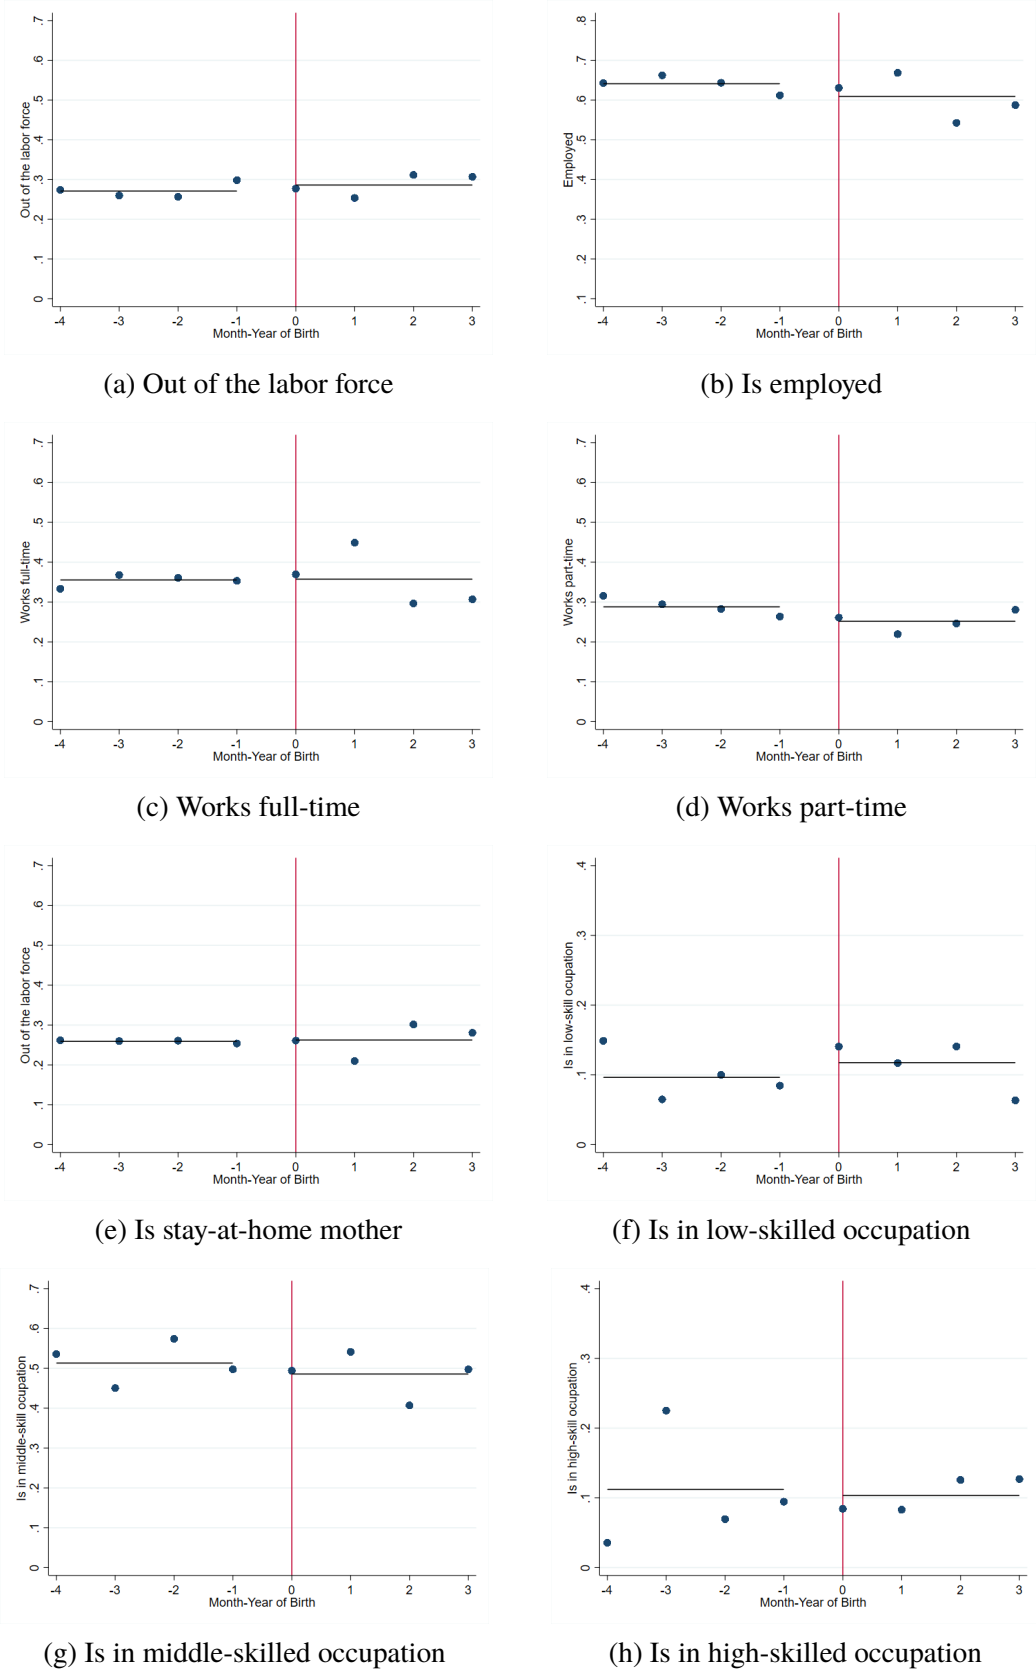 .7
.6
.5
.4
.3
.2
.1
0
Out of the labor force
-4 -3 -2 -1 0 1 2 3
Month-Year of Birth
(a) Out of the labor force
.8
.7
.6
.5
.4
.3
.2
.1
Employed
-4 -3 -2 -1 0 1 2 3
Month-Year of Birth
(b) Is employed
.7
.6
.5
.4
.3
.2
.1
0
Works full-time
-4 -3 -2 -1 0 1 2 3
Month-Year of Birth
(c) Works full-time
.7
.6
.5
.4
.3
.2
.1
0
Works part-time
-4 -3 -2 -1 0 1 2 3
Month-Year of Birth
(d) Works part-time
.7
.6
.5
.4
.3
.2
.1
0
Out of the labor force
-4 -3 -2 -1 0 1 2 3
Month-Year of Birth
(e) Is stay-at-home mother
.4
.3
.2
.1
0
Is in low-skill ocupation
-4 -3 -2 -1 0 1 2 3
Month-Year of Birth
(f) Is in low-skilled occupation
.7
.6
.5
.4
.3
.2
.1
0
Is in middle-skill ocupation
-4 -3 -2 -1 0 1 2 3
Month-Year of Birth
(g) Is in middle-skilled occupation
.4
.3
.2
.1
0
Is in high-skill ocupation
-4 -3 -2 -1 0 1 2 3
Month-Year of Birth
(h) Is in high-skilled occupation